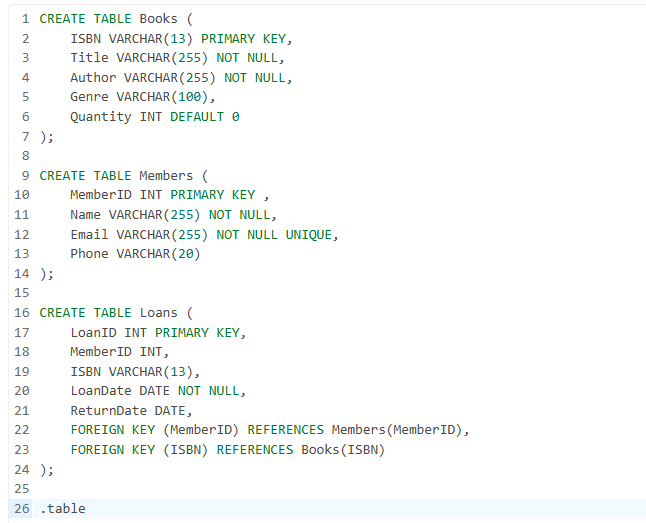 1 CREATE TABLE Books (
2     ISBN VARCHAR(13) PRIMARY KEY,
3     Title VARCHAR(255) NOT NULL,
4     Author VARCHAR(255) NOT NULL,
5     Genre VARCHAR(100),
6     Quantity INT DEFAULT 0
7 );
8
9 CREATE TABLE Members (
10     MemberID INT PRIMARY KEY ,
11     Name VARCHAR(255) NOT NULL,
12     Email VARCHAR(255) NOT NULL UNIQUE,
13     Phone VARCHAR(20)
14 );
15
16 CREATE TABLE Loans (
17     LoanID INT PRIMARY KEY,
18     MemberID INT,
19     ISBN VARCHAR(13),
20     LoanDate DATE NOT NULL,
21     ReturnDate DATE,
22     FOREIGN KEY (MemberID) REFERENCES Members(MemberID),
23     FOREIGN KEY (ISBN) REFERENCES Books(ISBN)
24 );
25
26 .table